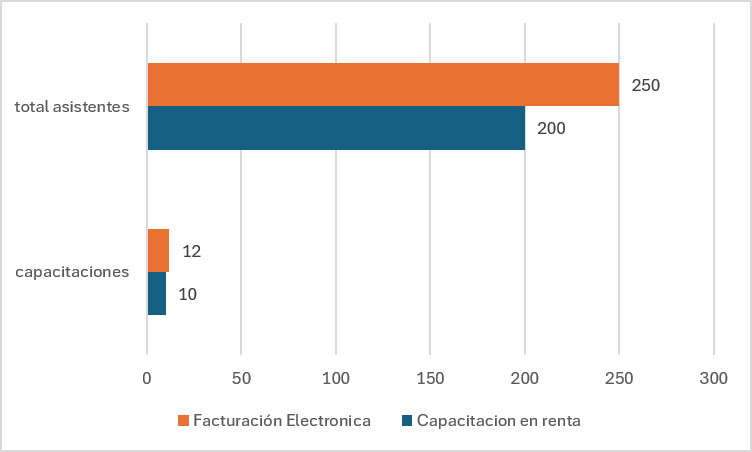 total asistentes
250
200
capacitaciones
12
10
0 50 100 150 200 250 300
Facturación Electronica Capacitacion en renta